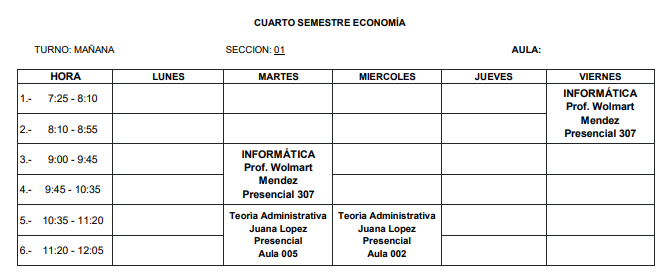 CUARTO SEMESTRE ECONOMÍA
TURNO: MAÑANA SECCION: 01 AULA:
HORA LUNES MARTES MIERCOLES JUEVES VIERNES
1.- 7:25 - 8:10
2.- 8:10 - 8:55
INFORMÁTICA
Prof. Wolmart
Mendez
Presencial 307
3.- 9:00 - 9:45
4.- 9:45 - 10:35
INFORMÁTICA
Prof. Wolmart
Mendez
Presencial 307
5.- 10:35 - 11:20
6.- 11:20 - 12:05
Teoria Administrativa
Juana Lopez
Presencial
Aula 005
Teoria Administrativa
Juana Lopez
Presencial
Aula 002